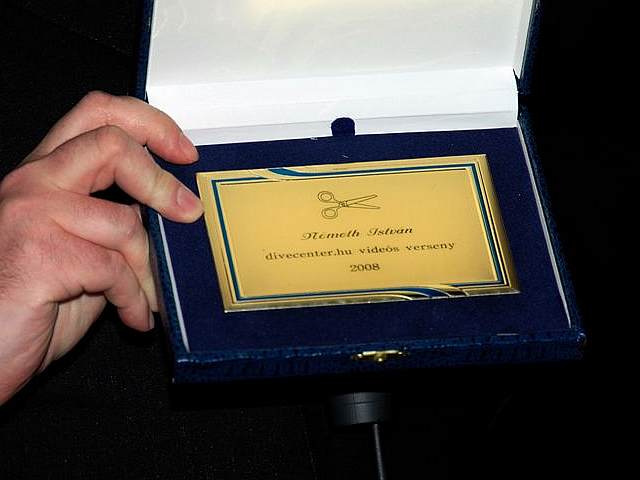 Németh István
divecenter.hu videós verseny
2008